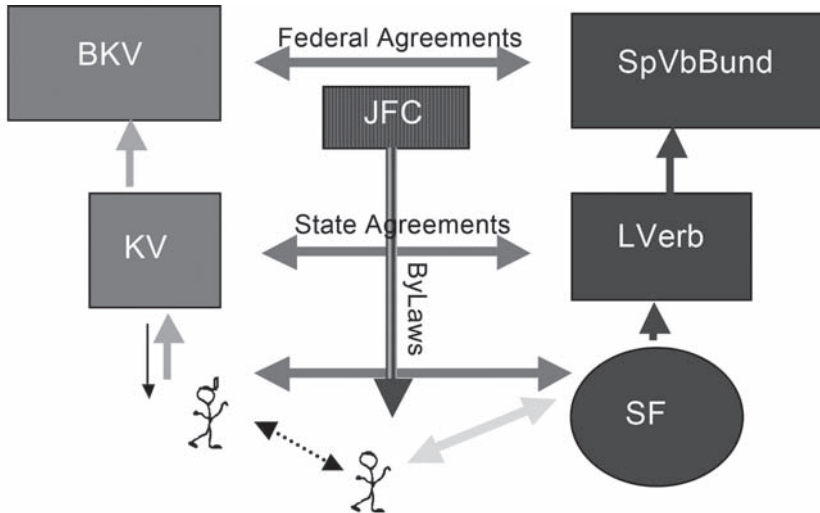 BKV
Federal Agreements
SpVbBund
JFC
KV
State Agreements
LVerb
ByLaws
SF